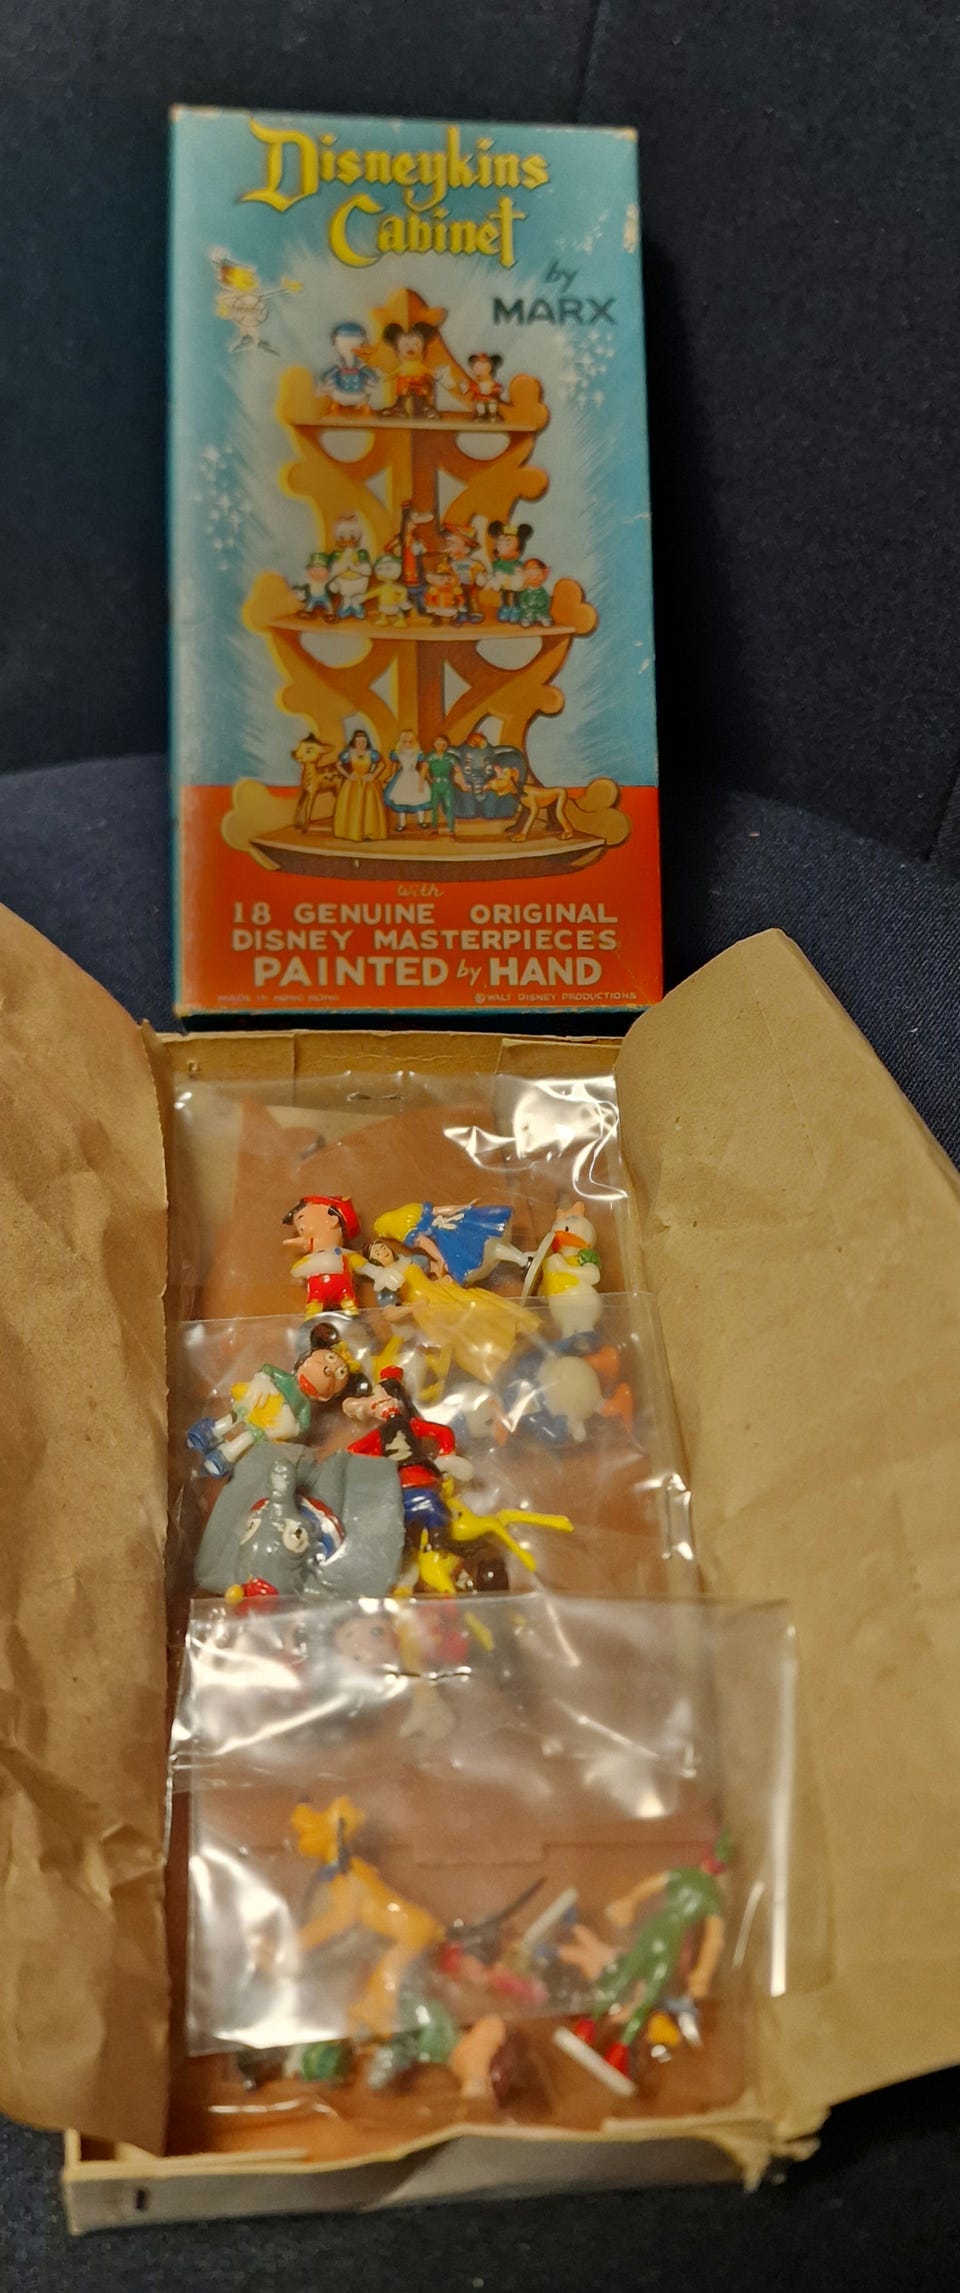 Disneykins
Cabinet
by
MARX
with
18 GENUINE ORIGINAL
DISNEY MASTERPIECES
PAINTED by HAND
MADE IN HONG KONG
© WALT DISNEY PRODUCTIONS